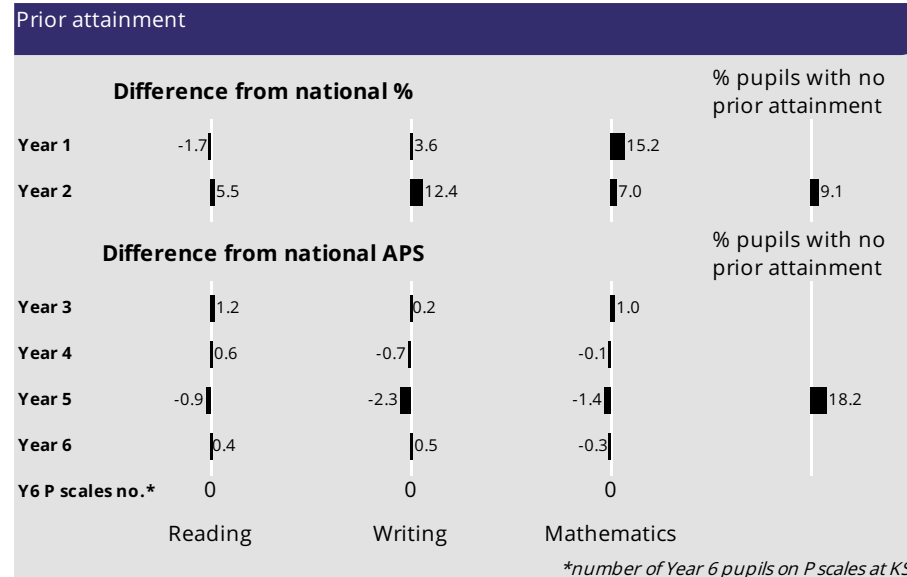 Prior attainment
Difference from national %
% pupils with no
prior attainment
Year 1 -1.7 3.6 15.2
Year 2 5.5 12.4 7.0 9.1
Difference from national APS
% pupils with no
prior attainment
Year 3 1.2 0.2 1.0
Year 4 0.6 -0.7 -0.1
Year 5 -0.9 -2.3 -1.4 18.2
Year 6 0.4 0.5 -0.3
Y6 P scales no.* 0 0 0
Reading Writing Mathematics
*number of Year 6 pupils on P scales at KS